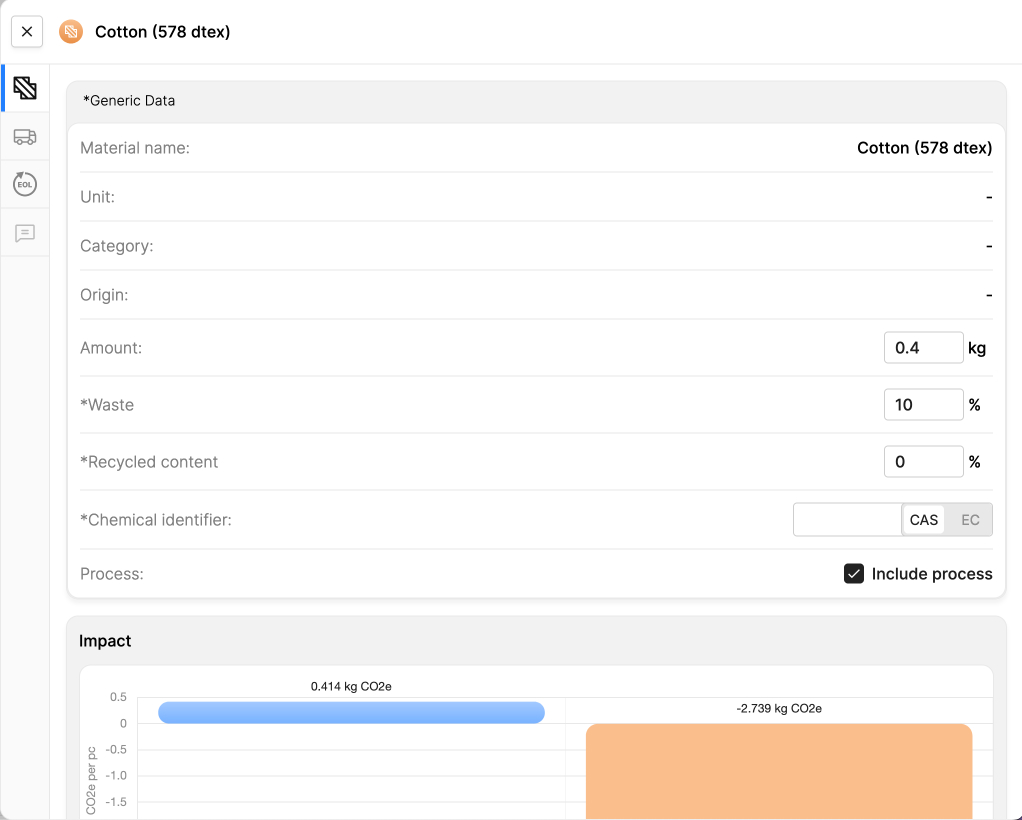 Cotton (578 dtex)
*Generic Data
Material name: Cotton (578 dtex)
Unit: -
Category: -
EOL
Origin: -
Amount: 0.4 kg
*Waste 10 %
*Recycled content 0 %
*Chemical identifier: CAS EC
Process: Include process
Impact
0.414 kg CO2e
-2.739 kg CO2e
0.5
0
-0.5
-1.0
-1.5
CO2e per pc